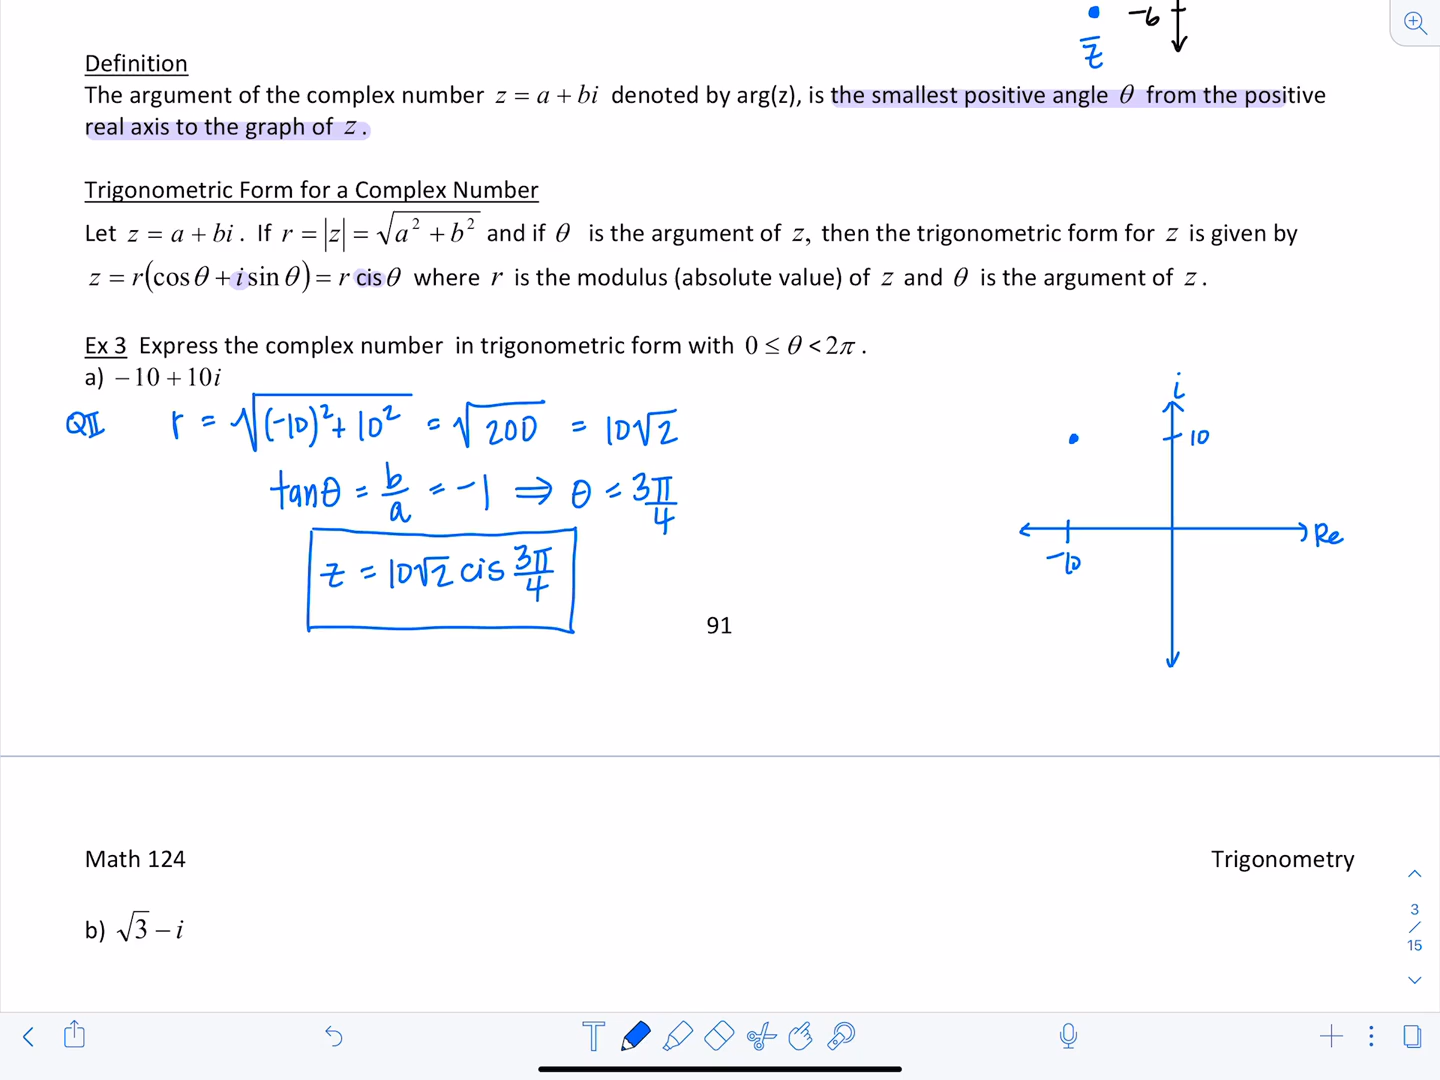 -6
z̅
Definition
The argument of the complex number z = a + bi denoted by arg(z), is the smallest positive angle θ from the positive
real axis to the graph of z.
Trigonometric Form for a Complex Number
Let z = a + bi. If r = |z| = √(a² + b²) and if θ is the argument of z, then the trigonometric form for z is given by
z = r(cosθ + i sinθ) = r cisθ where r is the modulus (absolute value) of z and θ is the argument of z.
Ex 3 Express the complex number in trigonometric form with 0 ≤ θ < 2π.
a) −10 + 10i
QII r = √((-10)² + 10²) = √200 = 10√2
tanθ = b/a = -1 ⇒ θ = 3π/4
z = 10√2 cis 3π/4
i
10
Re
-10
91
Math 124 Trigonometry
b) √3 − i
3
/
15
T